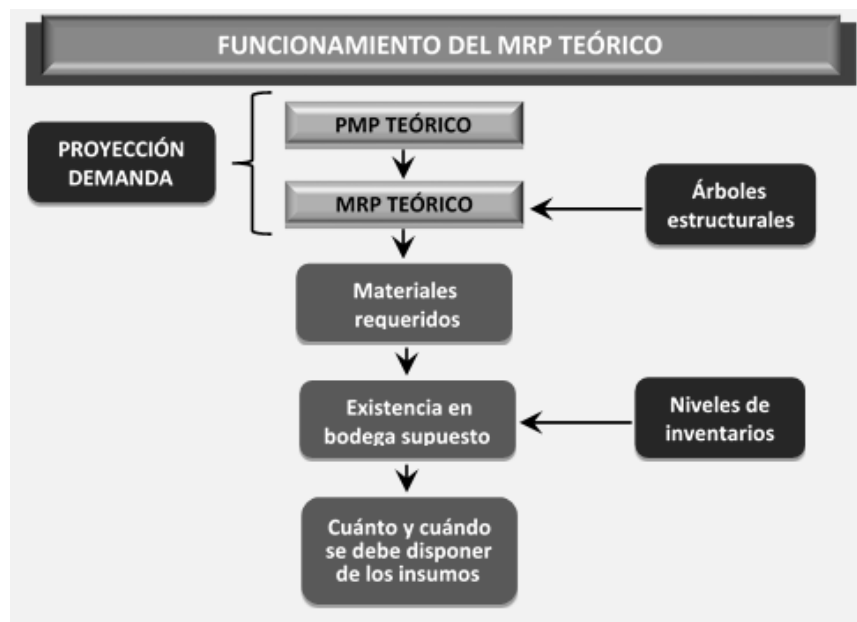 FUNCIONAMIENTO DEL MRP TEÓRICO
PMP TEÓRICO
PROYECCIÓN
DEMANDA
MRP TEÓRICO
Árboles
estructurales
Materiales
requeridos
Existencia en
bodega supuesto
Niveles de
inventarios
Cuánto y cuándo
se debe disponer
de los insumos